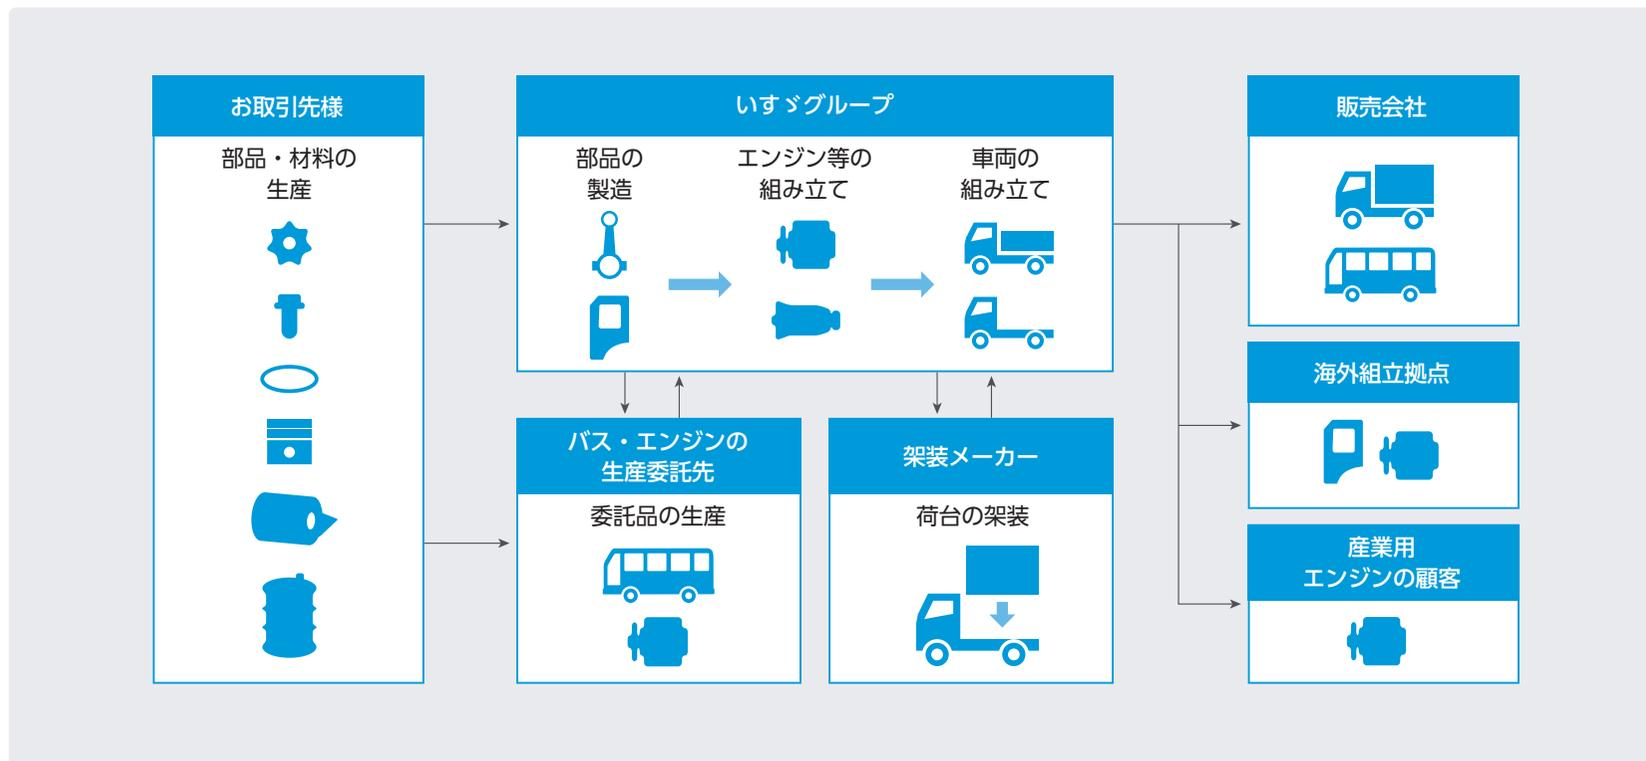 お取引先様
部品・材料の
生産
いすゞグループ
部品の
製造
エンジン等の
組み立て
車両の
組み立て
バス・エンジンの
生産委託先
委託品の生産
架装メーカー
荷台の架装
販売会社
海外組立拠点
産業用
エンジンの顧客